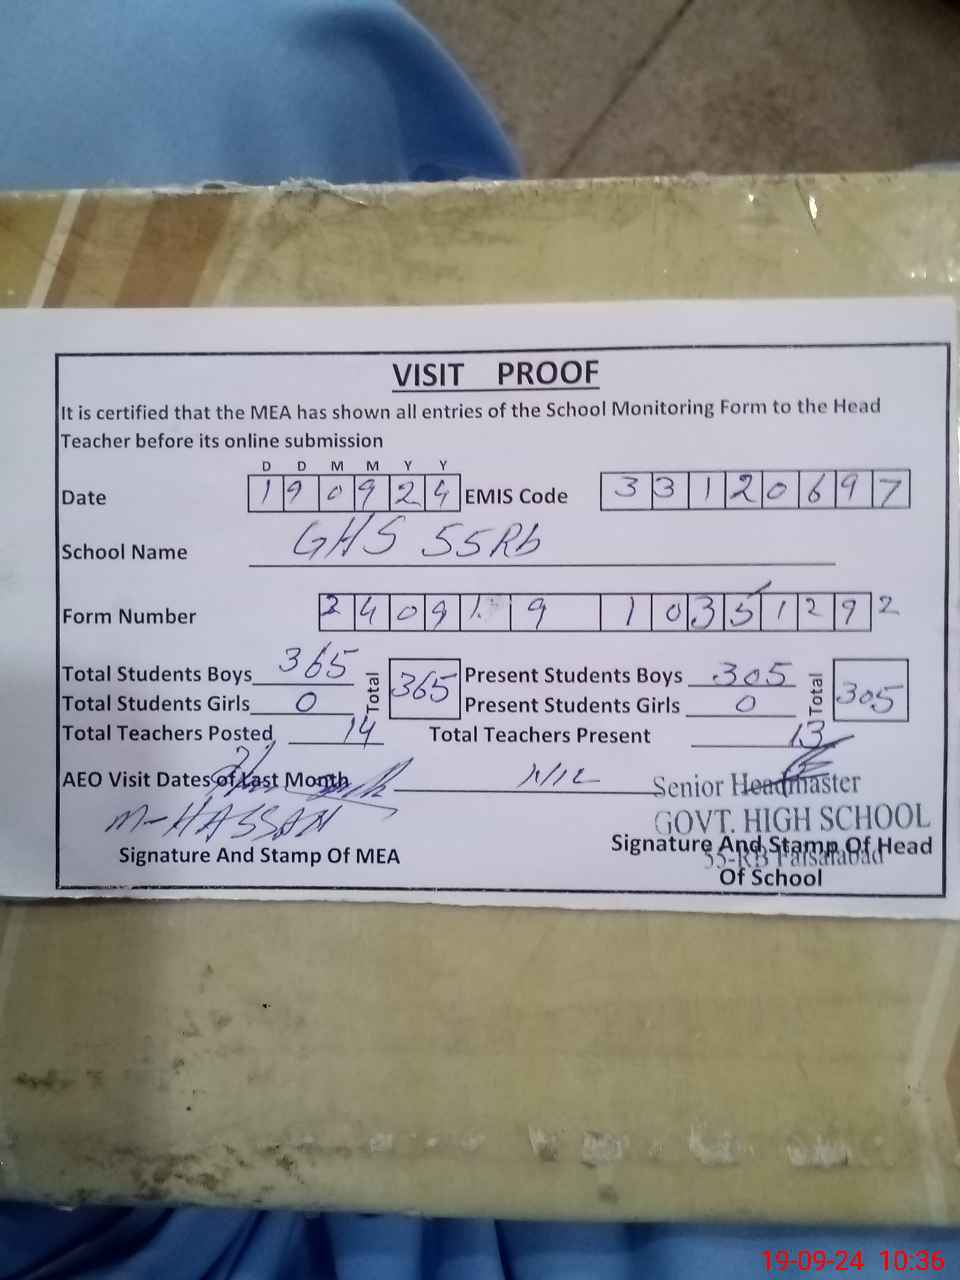 VISIT PROOF
It is certified that the MEA has shown all entries of the School Monitoring Form to the Head
Teacher before its online submission
D D M M Y Y
Date 1 9 0 9 2 4 EMIS Code 3 3 1 2 0 6 9 7
School Name GHS 55Rb
Form Number 2 4 0 9 1 9 1 0 3 5 1 2 9 2
Total Students Boys 365 Total 365 Present Students Boys 305 Total 305
Total Students Girls 0 Present Students Girls 0
Total Teachers Posted 14 Total Teachers Present 13
AEO Visit Dates of Last Month
Senior Headmaster
M-HASSAN
GOVT. HIGH SCHOOL
55-RB Faisalabad
Signature And Stamp Of MEA
Signature And Stamp Of Head
Of School
19-09-24 10:36